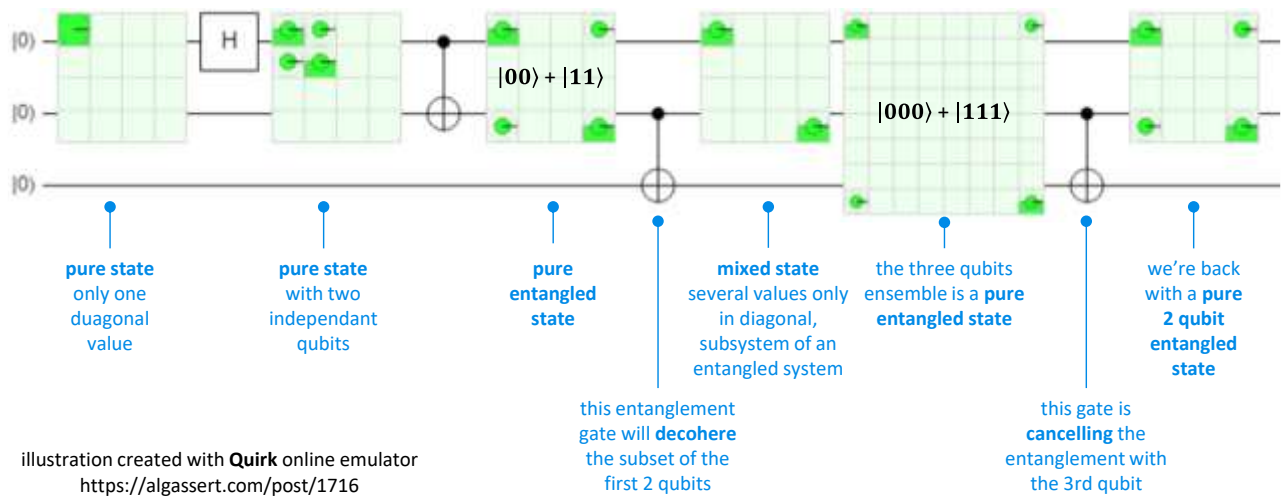 |0⟩
H
|00⟩ + |11⟩
|000⟩ + |111⟩
|0⟩
|0⟩
pure state
only one
duagonal
value
pure state
with two
independant
qubits
pure
entangled
state
mixed state
several values only
in diagonal,
subsystem of an
entangled system
the three qubits
ensemble is a pure
entangled state
we're back
with a pure
2 qubit
entangled
state
this entanglement
gate will decohere
the subset of the
first 2 qubits
this gate is
cancelling the
entanglement with
the 3rd qubit
illustration created with Quirk online emulator
https://algassert.com/post/1716